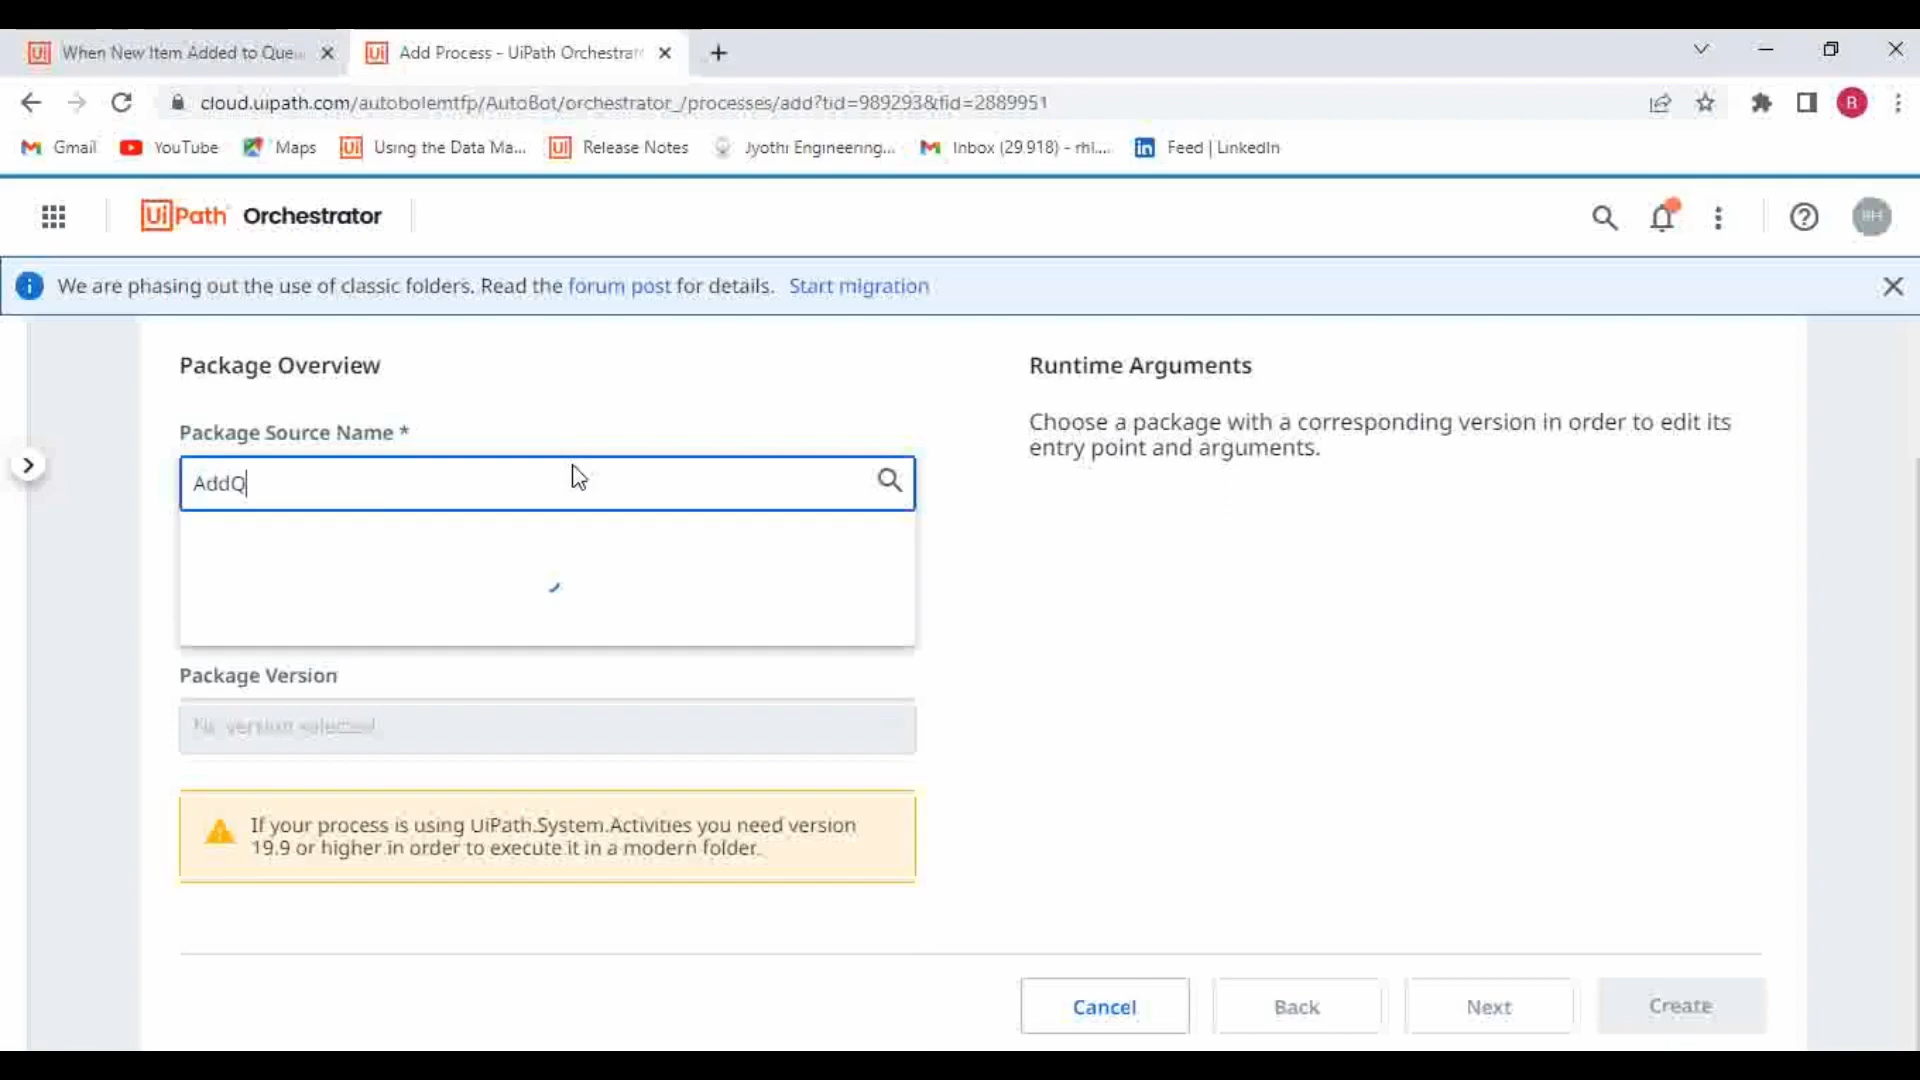 When New Item Added to Que...
Add Process - UiPath Orchestrat
cloud.uipath.com/autobolemtfp/AutoBot/orchestrator_/processes/add?tid=989293&fid=2889951
Gmail
YouTube
Maps
Using the Data Ma...
Release Notes
Jyothi Engineering...
Inbox (29,918) - rhl....
Feed | LinkedIn
B
UiPath Orchestrator
We are phasing out the use of classic folders. Read the forum post for details. Start migration
Package Overview
Package Source Name *
AddQ
Package Version
No version selected
If your process is using UiPath.System.Activities you need version
19.9 or higher in order to execute it in a modern folder.
Runtime Arguments
Choose a package with a corresponding version in order to edit its
entry point and arguments.
Cancel
Back
Next
Create